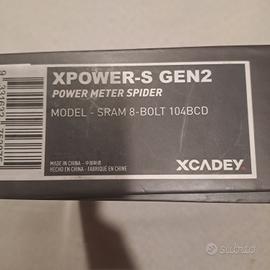 XPOWER-S GEN2
POWER METER SPIDER
MODEL - SRAM 8-BOLT 104BCD
MADE IN CHINA - 中国制造
HECHO EN CHINA - FABRIQUÉ EN CHINE
XCADEY
subito